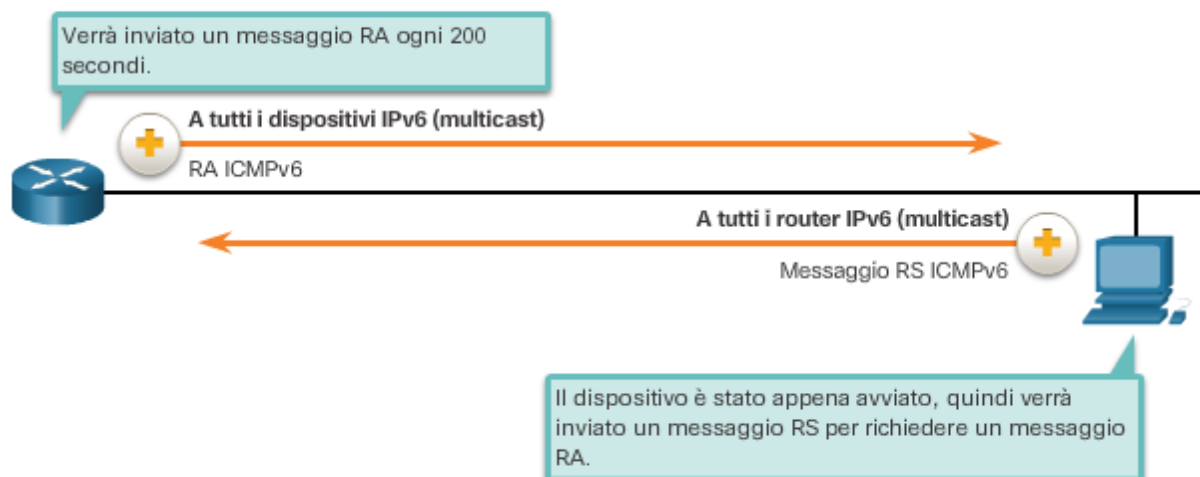 Verrà inviato un messaggio RA ogni 200
secondi.
A tutti i dispositivi IPv6 (multicast)
RA ICMPv6
A tutti i router IPv6 (multicast)
Messaggio RS ICMPv6
Il dispositivo è stato appena avviato, quindi verrà
inviato un messaggio RS per richiedere un messaggio
RA.